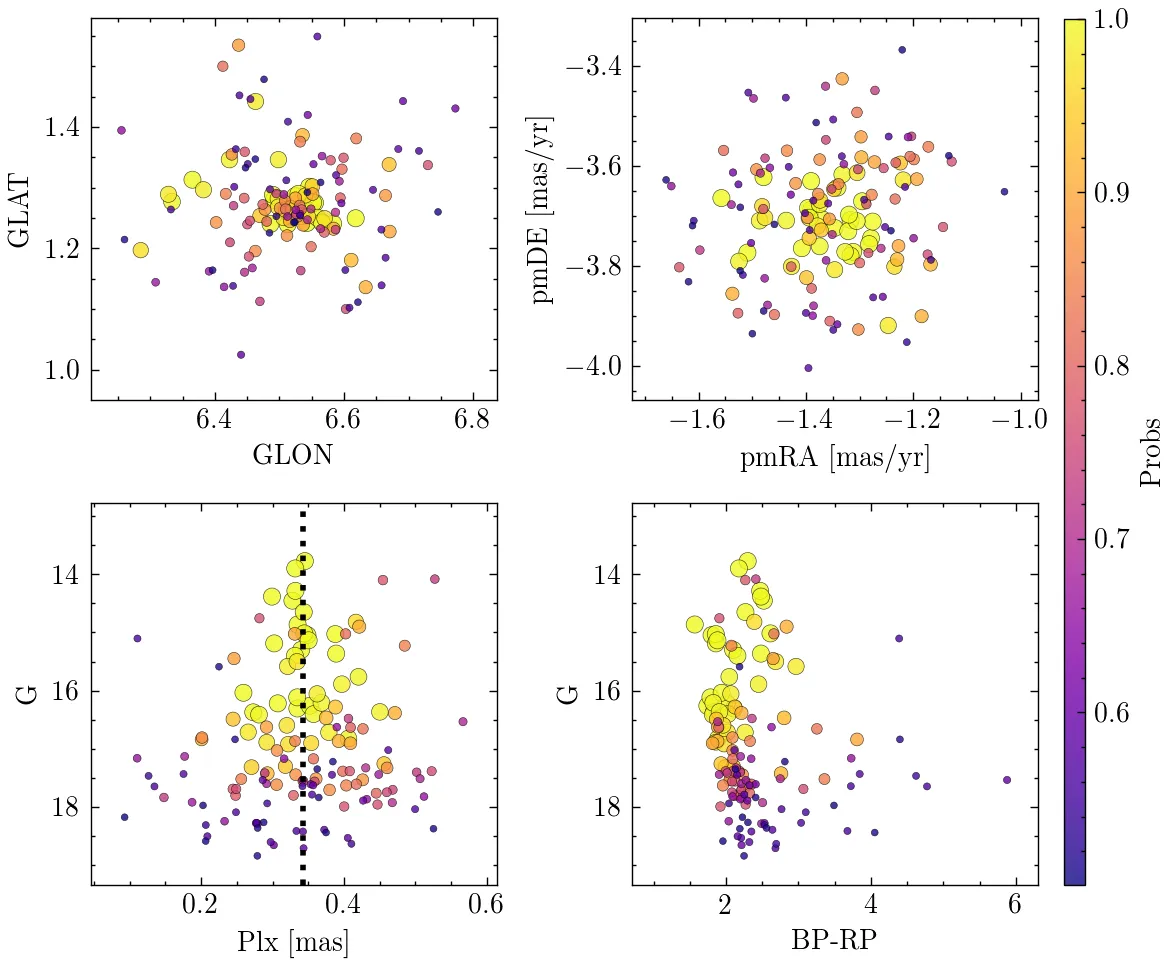 1.4
1.2
1.0
GLAT
6.4 6.6 6.8
GLON
−3.4
−3.6
−3.8
−4.0
pmDE [mas/yr]
−1.6 −1.4 −1.2 −1.0
pmRA [mas/yr]
1.0
0.9
0.8
0.7
0.6
Probs
14
16
18
G
0.2 0.4 0.6
Plx [mas]
14
16
18
G
2 4 6
BP-RP